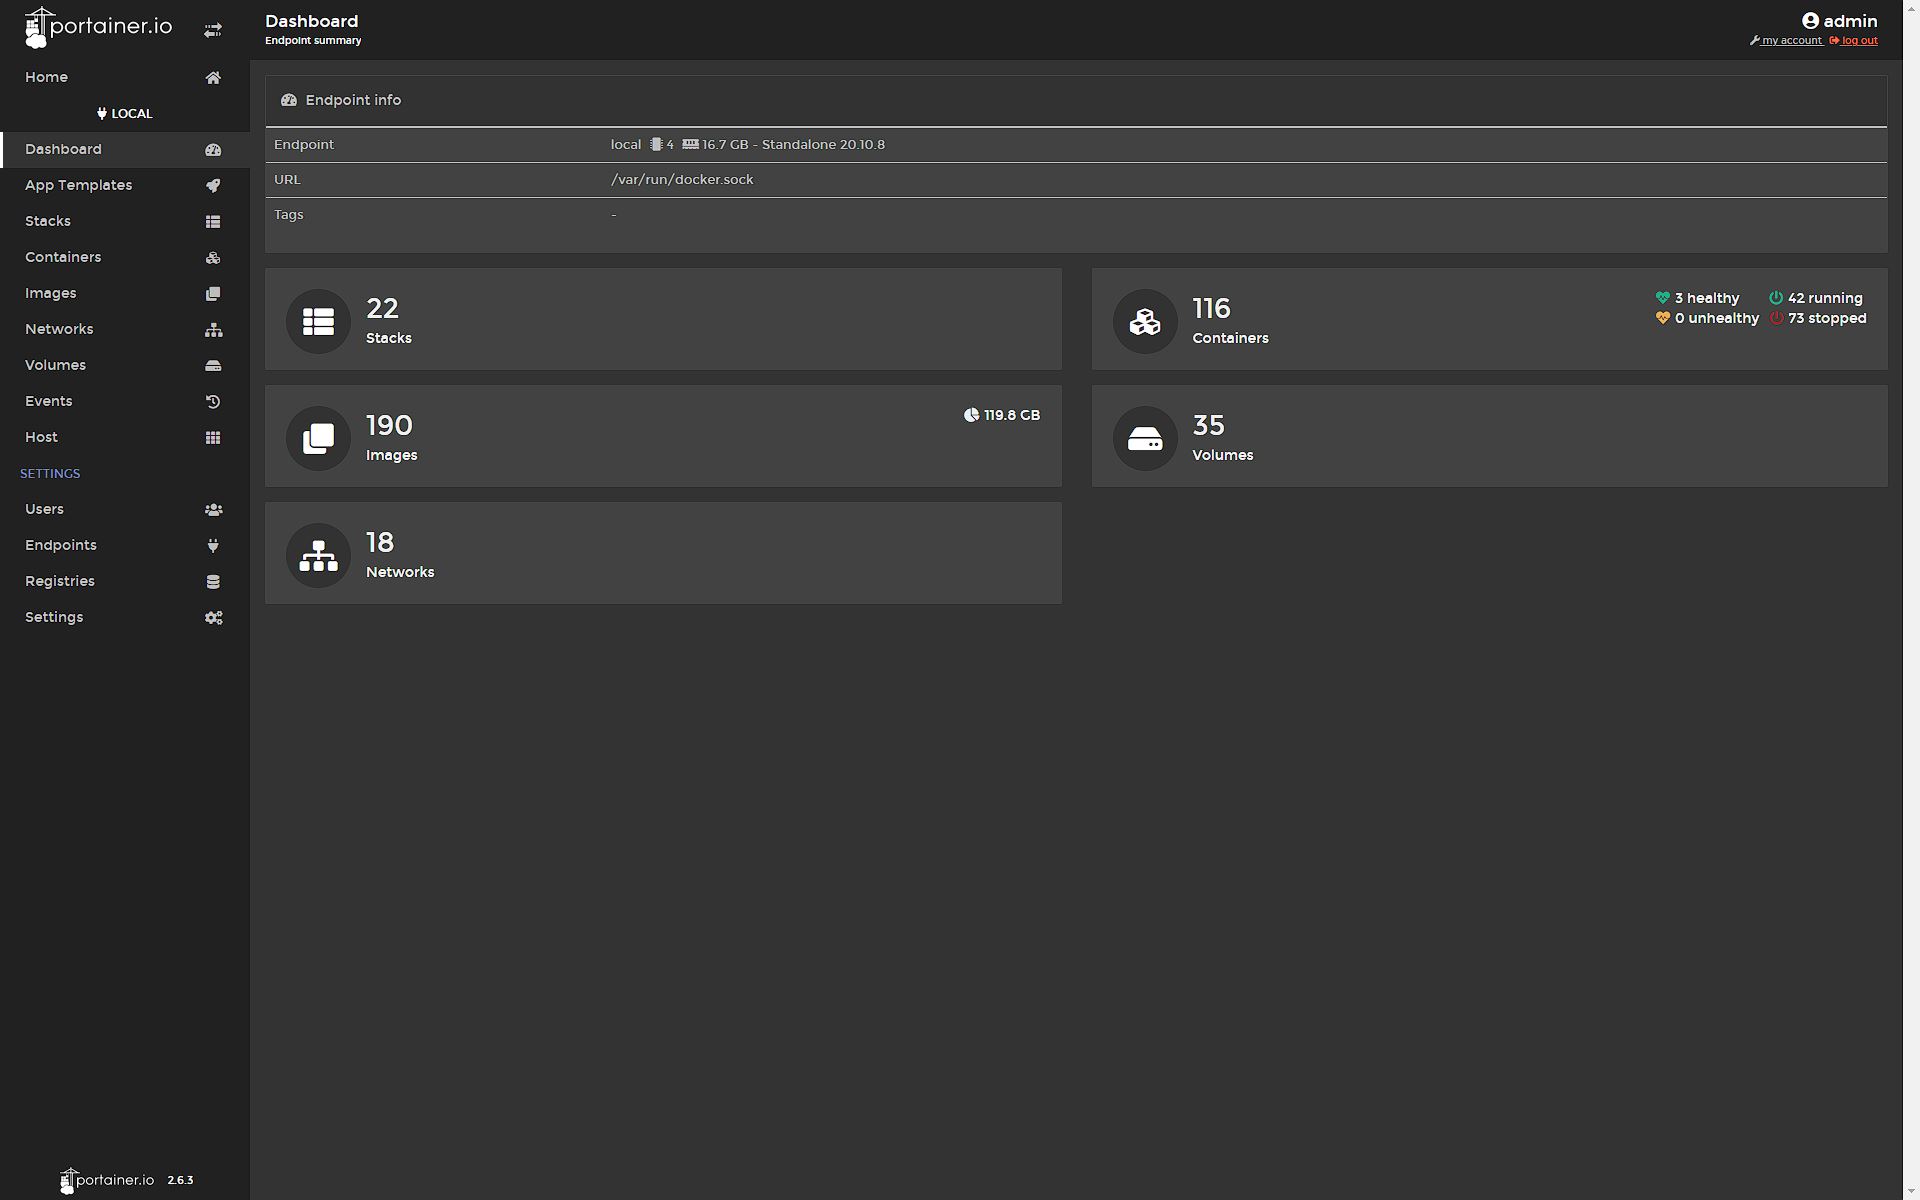 portainer.io
Home
LOCAL
Dashboard
App Templates
Stacks
Containers
Images
Networks
Volumes
Events
Host
SETTINGS
Users
Endpoints
Registries
Settings
portainer.io 2.6.3
Dashboard
Endpoint summary
admin
my account log out
Endpoint info
Endpoint local 4 16.7 GB - Standalone 20.10.8
URL /var/run/docker.sock
Tags -
22
Stacks
116
Containers
3 healthy 42 running
0 unhealthy 73 stopped
190
Images
119.8 GB
35
Volumes
18
Networks